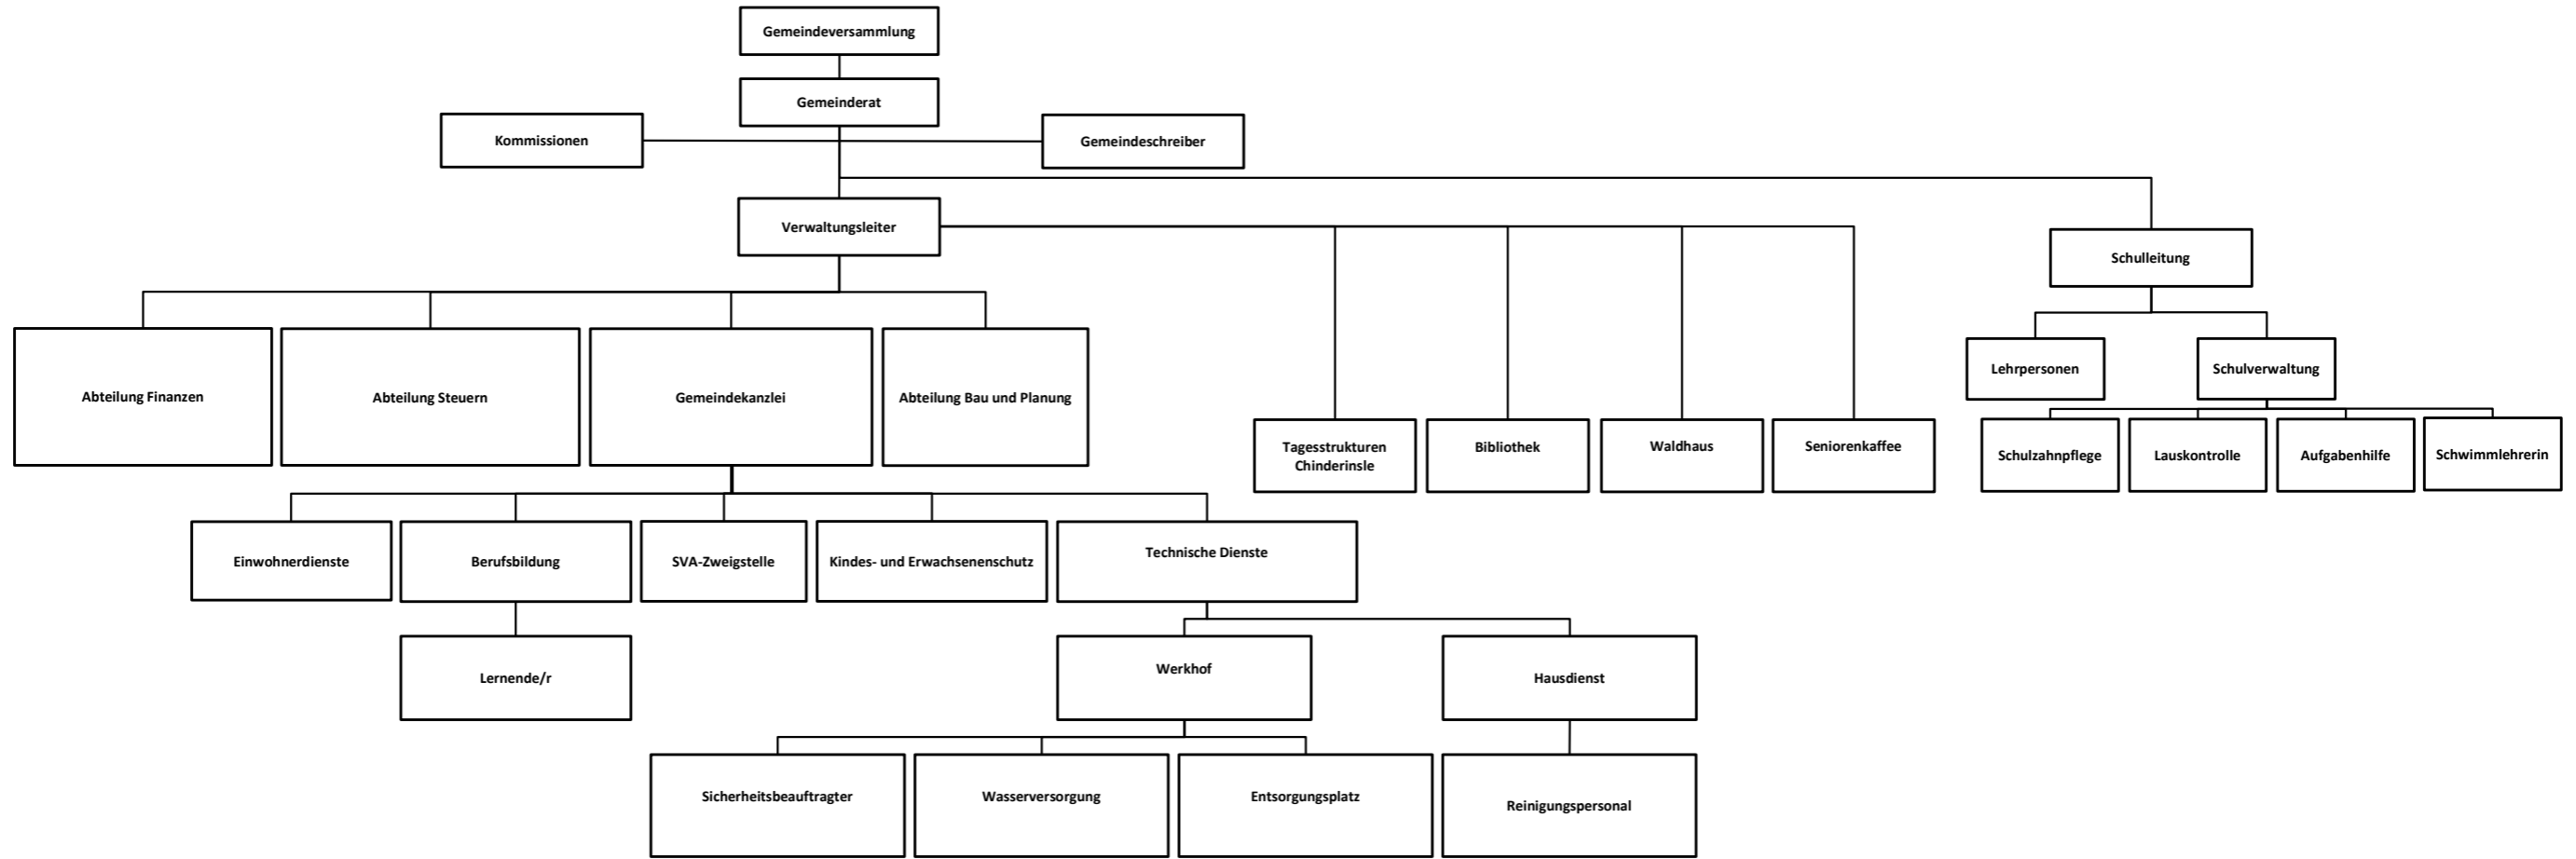 Gemeindeversammlung
Gemeinderat
Kommissionen
Gemeindeschreiber
Verwaltungsleiter
Schulleitung
Abteilung Finanzen
Abteilung Steuern
Gemeindekanzlei
Abteilung Bau und Planung
Lehrpersonen
Schulverwaltung
Tagesstrukturen
Chinderinsle
Bibliothek
Waldhaus
Seniorenkaffee
Schulzahnpflege
Lauskontrolle
Aufgabenhilfe
Schwimmlehrerin
Einwohnerdienste
Berufsbildung
SVA-Zweigstelle
Kindes- und Erwachsenenschutz
Technische Dienste
Lernende/r
Werkhof
Hausdienst
Sicherheitsbeauftragter
Wasserversorgung
Entsorgungsplatz
Reinigungspersonal